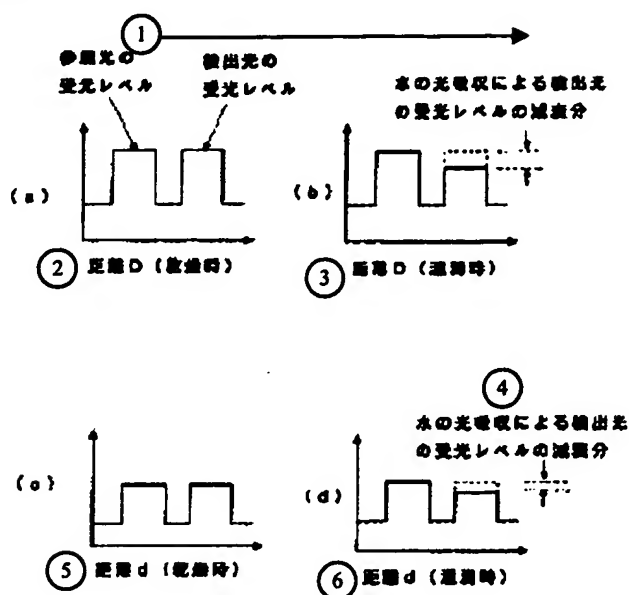 ①
参照光の
受光レベル
検出光の
受光レベル
水の光吸収による検出光
の受光レベルの減衰分
(a)
(b)
② 距離D（乾燥時）
③ 距離D（湿潤時）
④
水の光吸収による検出光
の受光レベルの減衰分
(c)
(d)
⑤ 距離d（乾燥時）
⑥ 距離d（湿潤時）